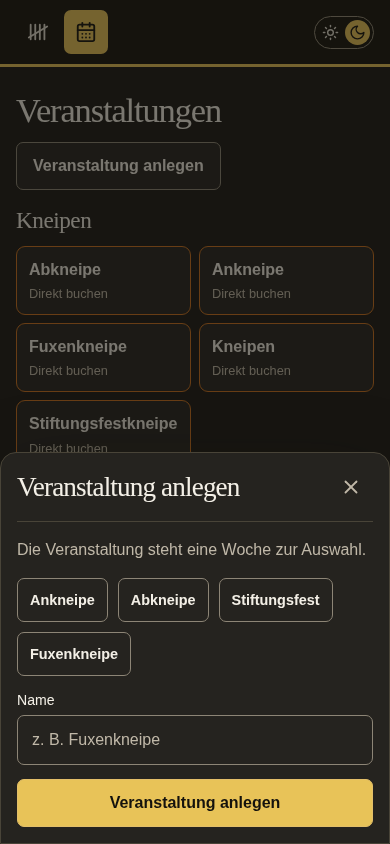 Veranstaltungen
Veranstaltung anlegen
Kneipen
Abkneipe
Direkt buchen
Ankneipe
Direkt buchen
Fuxenkneipe
Direkt buchen
Kneipen
Direkt buchen
Stiftungsfestkneipe
Direkt buchen
Veranstaltung anlegen
Die Veranstaltung steht eine Woche zur Auswahl.
Ankneipe
Abkneipe
Stiftungsfest
Fuxenkneipe
Name
z. B. Fuxenkneipe
Veranstaltung anlegen